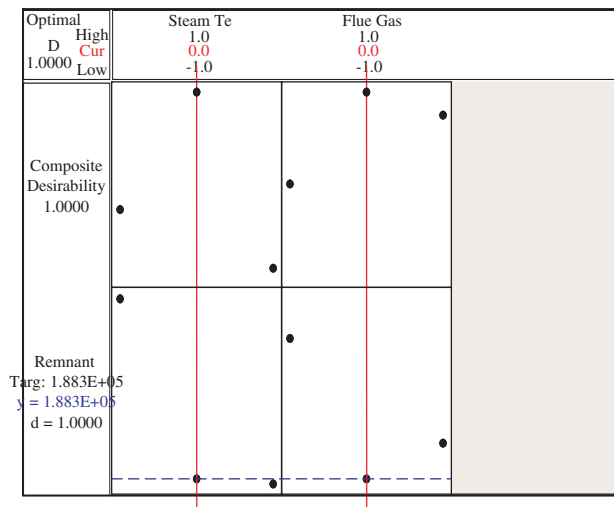 Optimal
D
1.0000
High
Cur
Low
Steam Te
1.0
0.0
-1.0
Flue Gas
1.0
0.0
-1.0
Composite
Desirability
1.0000
Remnant
Targ: 1.883E+05
y = 1.883E+05
d = 1.0000